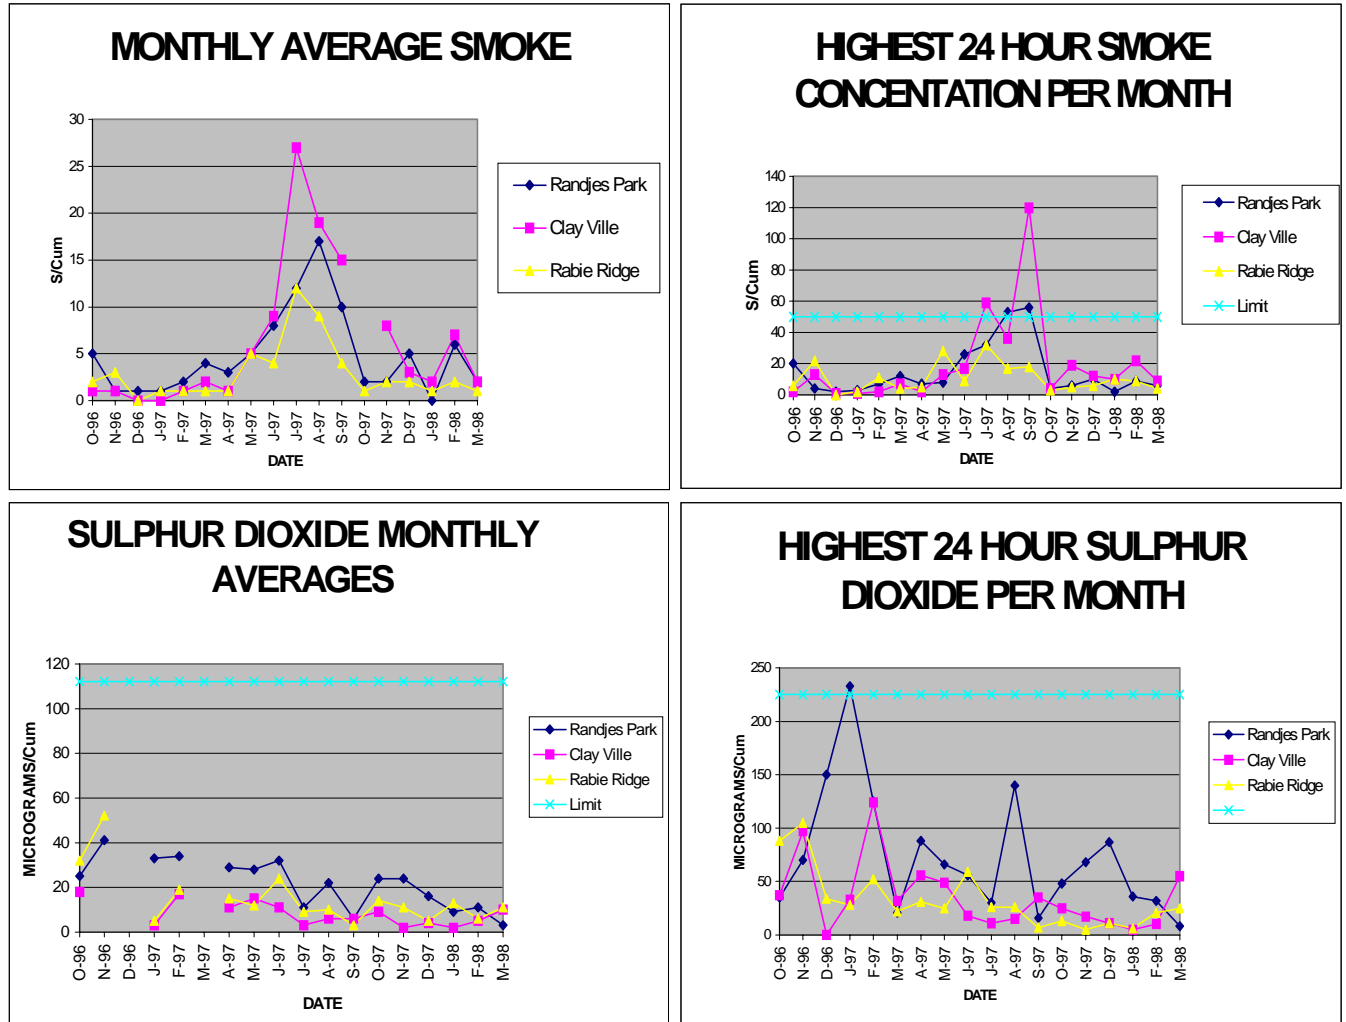 MONTHLY AVERAGE SMOKE
30
25
20
15
10
5
0
S/Cum
O-96
N-96
D-96
J-97
F-97
M-97
A-97
M-97
J-97
J-97
A-97
S-97
O-97
N-97
D-97
J-98
F-98
M-98
DATE
Randjes Park
Clay Ville
Rabie Ridge
HIGHEST 24 HOUR SMOKE
CONCENTATION PER MONTH
140
120
100
80
60
40
20
0
S/Cum
O-96
N-96
D-96
J-97
F-97
M-97
A-97
M-97
J-97
J-97
A-97
S-97
O-97
N-97
D-97
J-98
F-98
M-98
DATE
Randjes Park
Clay Ville
Rabie Ridge
Limit
SULPHUR DIOXIDE MONTHLY
AVERAGES
120
100
80
60
40
20
0
MICROGRAMS/Cum
O-96
N-96
D-96
J-97
F-97
M-97
A-97
M-97
J-97
J-97
A-97
S-97
O-97
N-97
D-97
J-98
F-98
M-98
DATE
Randjes Park
Clay Ville
Rabie Ridge
Limit
HIGHEST 24 HOUR SULPHUR
DIOXIDE PER MONTH
250
200
150
100
50
0
MICROGRAMS/Cum
O-96
N-96
D-96
J-97
F-97
M-97
A-97
M-97
J-97
J-97
A-97
S-97
O-97
N-97
D-97
J-98
F-98
M-98
DATE
Randjes Park
Clay Ville
Rabie Ridge